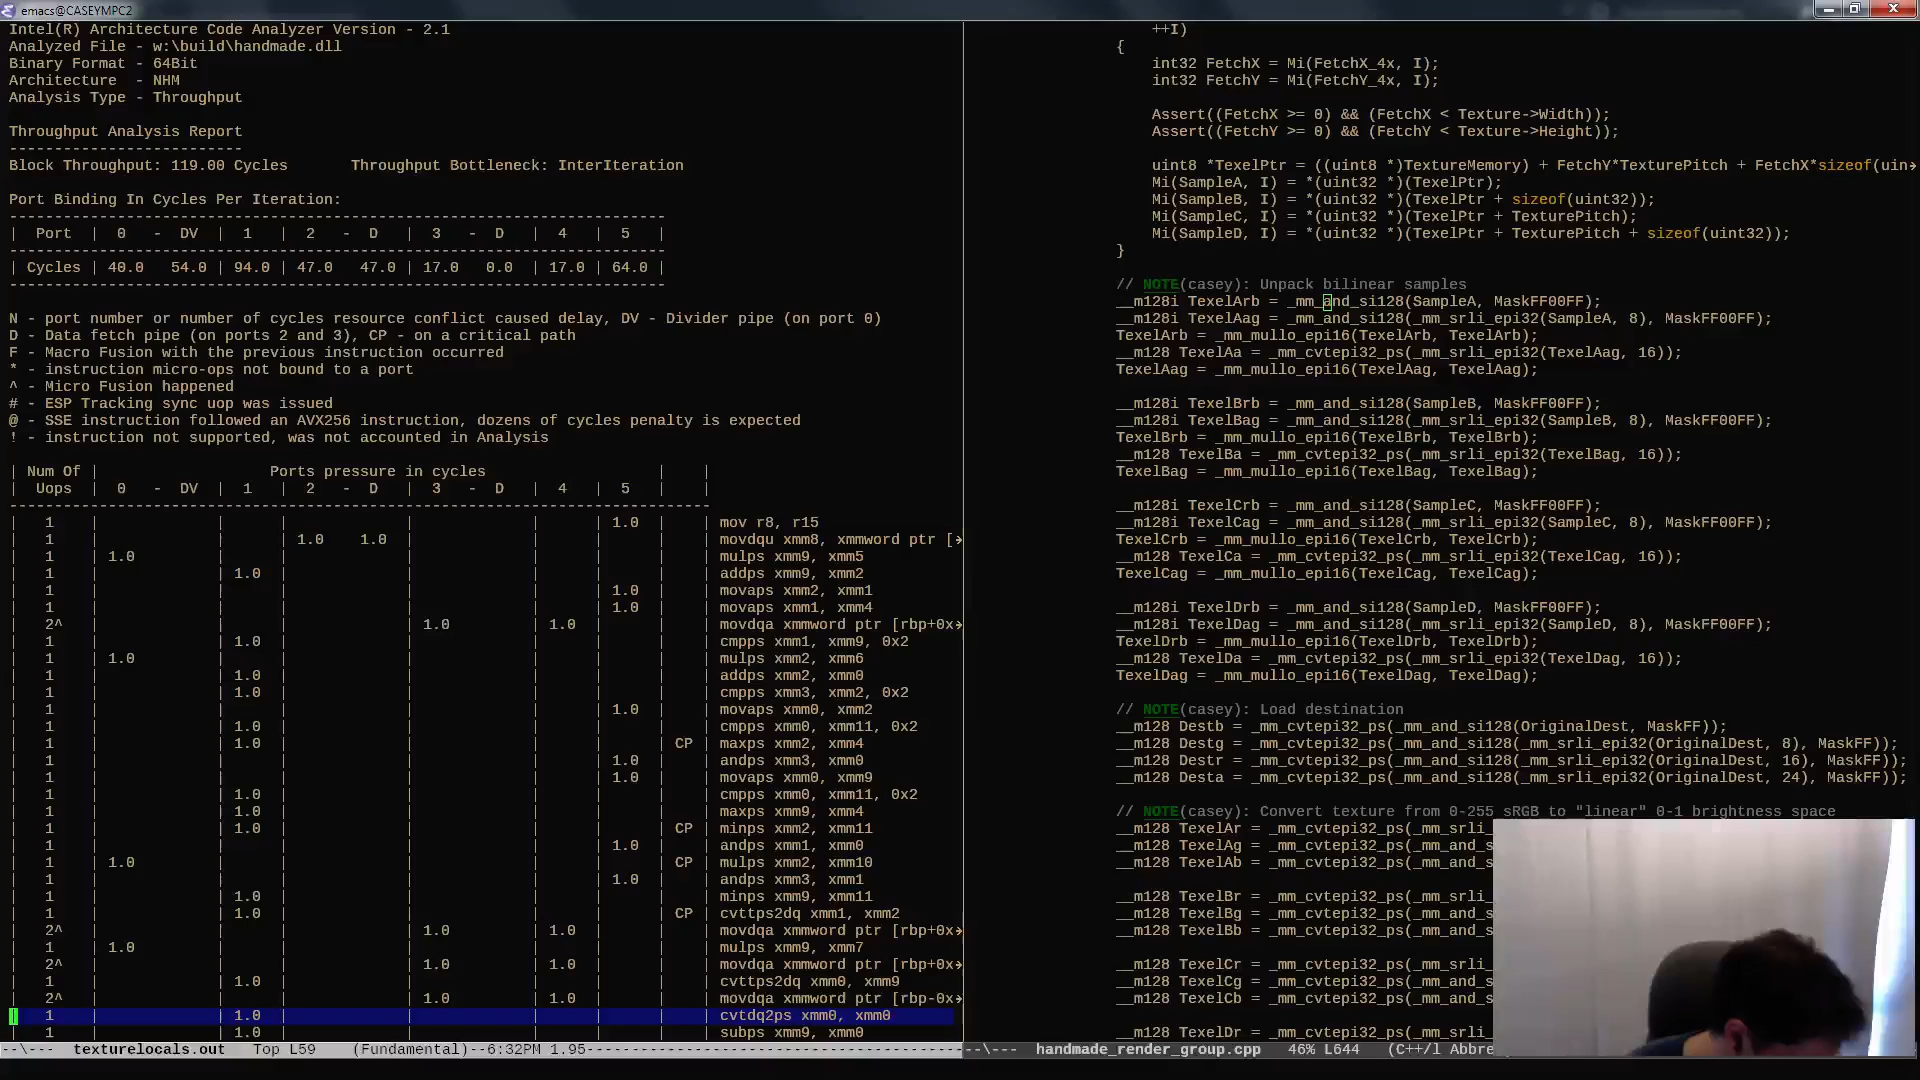 emacs@CASEYMPC2
Intel(R) Architecture Code Analyzer Version - 2.1
Analyzed File - w:\build\handmade.dll
Binary Format - 64Bit
Architecture  - NHM
Analysis Type - Throughput
Throughput Analysis Report
--------------------------
Block Throughput: 119.00 Cycles       Throughput Bottleneck: InterIteration
Port Binding In Cycles Per Iteration:
-------------------------------------------------------------------------
|  Port  |  0   -  DV  |  1   |  2   -  D   |  3   -  D   |  4   |  5   |
-------------------------------------------------------------------------
| Cycles | 40.0   54.0 | 94.0 | 47.0   47.0 | 17.0   0.0  | 17.0 | 64.0 |
-------------------------------------------------------------------------
N - port number or number of cycles resource conflict caused delay, DV - Divider pipe (on port 0)
D - Data fetch pipe (on ports 2 and 3), CP - on a critical path
F - Macro Fusion with the previous instruction occurred
* - instruction micro-ops not bound to a port
^ - Micro Fusion happened
# - ESP Tracking sync uop was issued
@ - SSE instruction followed an AVX256 instruction, dozens of cycles penalty is expected
! - instruction not supported, was not accounted in Analysis
| Num Of |                   Ports pressure in cycles                |    |
|  Uops  |  0   -  DV  |  1   |  2   -  D   |  3   -  D   |  4   |  5   |    |
------------------------------------------------------------------------------
|   1    |             |      |             |             |      | 1.0  |    | mov r8, r15
|   1    |             |      | 1.0    1.0  |             |      |      |    | movdqu xmm8, xmmword ptr [
|   1    | 1.0         |      |             |             |      |      |    | mulps xmm9, xmm5
|   1    |             | 1.0  |             |             |      |      |    | addps xmm9, xmm2
|   1    |             |      |             |             |      | 1.0  |    | movaps xmm2, xmm1
|   1    |             |      |             |             |      | 1.0  |    | movaps xmm1, xmm4
|   2^   |             |      |             | 1.0         | 1.0  |      |    | movdqa xmmword ptr [rbp+0x
|   1    |             | 1.0  |             |             |      |      |    | cmpps xmm1, xmm9, 0x2
|   1    | 1.0         |      |             |             |      |      |    | mulps xmm2, xmm6
|   1    |             | 1.0  |             |             |      |      |    | addps xmm2, xmm0
|   1    |             | 1.0  |             |             |      |      |    | cmpps xmm3, xmm2, 0x2
|   1    |             |      |             |             |      | 1.0  |    | movaps xmm0, xmm2
|   1    |             | 1.0  |             |             |      |      |    | cmpps xmm0, xmm11, 0x2
|   1    |             | 1.0  |             |             |      |      | CP | maxps xmm2, xmm4
|   1    |             |      |             |             |      | 1.0  |    | andps xmm3, xmm0
|   1    |             |      |             |             |      | 1.0  |    | movaps xmm0, xmm9
|   1    |             | 1.0  |             |             |      |      |    | cmpps xmm0, xmm11, 0x2
|   1    |             | 1.0  |             |             |      |      |    | maxps xmm9, xmm4
|   1    |             | 1.0  |             |             |      |      | CP | minps xmm2, xmm11
|   1    |             |      |             |             |      | 1.0  |    | andps xmm1, xmm0
|   1    | 1.0         |      |             |             |      |      | CP | mulps xmm2, xmm10
|   1    |             |      |             |             |      | 1.0  |    | andps xmm3, xmm1
|   1    |             | 1.0  |             |             |      |      |    | minps xmm9, xmm11
|   1    |             | 1.0  |             |             |      |      | CP | cvttps2dq xmm1, xmm2
|   2^   |             |      |             | 1.0         | 1.0  |      |    | movdqa xmmword ptr [rbp+0x
|   1    | 1.0         |      |             |             |      |      |    | mulps xmm9, xmm7
|   2^   |             |      |             | 1.0         | 1.0  |      |    | movdqa xmmword ptr [rbp+0x
|   1    |             | 1.0  |             |             |      |      |    | cvttps2dq xmm0, xmm9
|   2^   |             |      |             | 1.0         | 1.0  |      |    | movdqa xmmword ptr [rbp-0x
|   1    |             | 1.0  |             |             |      |      |    | cvtdq2ps xmm0, xmm0
|   1    |             | 1.0  |             |             |      |      |    | subps xmm9, xmm0
--\---  texturelocals.out   Top L59    (Fundamental)--6:32PM 1.95
++I)
{
int32 FetchX = Mi(FetchX_4x, I);
int32 FetchY = Mi(FetchY_4x, I);
Assert((FetchX >= 0) && (FetchX < Texture->Width));
Assert((FetchY >= 0) && (FetchY < Texture->Height));
uint8 *TexelPtr = ((uint8 *)TextureMemory) + FetchY*TexturePitch + FetchX*sizeof(uin
Mi(SampleA, I) = *(uint32 *)(TexelPtr);
Mi(SampleB, I) = *(uint32 *)(TexelPtr + sizeof(uint32));
Mi(SampleC, I) = *(uint32 *)(TexelPtr + TexturePitch);
Mi(SampleD, I) = *(uint32 *)(TexelPtr + TexturePitch + sizeof(uint32));
}
// NOTE(casey): Unpack bilinear samples
__m128i TexelArb = _mm_and_si128(SampleA, MaskFF00FF);
__m128i TexelAag = _mm_and_si128(_mm_srli_epi32(SampleA, 8), MaskFF00FF);
TexelArb = _mm_mullo_epi16(TexelArb, TexelArb);
__m128 TexelAa = _mm_cvtepi32_ps(_mm_srli_epi32(TexelAag, 16));
TexelAag = _mm_mullo_epi16(TexelAag, TexelAag);
__m128i TexelBrb = _mm_and_si128(SampleB, MaskFF00FF);
__m128i TexelBag = _mm_and_si128(_mm_srli_epi32(SampleB, 8), MaskFF00FF);
TexelBrb = _mm_mullo_epi16(TexelBrb, TexelBrb);
__m128 TexelBa = _mm_cvtepi32_ps(_mm_srli_epi32(TexelBag, 16));
TexelBag = _mm_mullo_epi16(TexelBag, TexelBag);
__m128i TexelCrb = _mm_and_si128(SampleC, MaskFF00FF);
__m128i TexelCag = _mm_and_si128(_mm_srli_epi32(SampleC, 8), MaskFF00FF);
TexelCrb = _mm_mullo_epi16(TexelCrb, TexelCrb);
__m128 TexelCa = _mm_cvtepi32_ps(_mm_srli_epi32(TexelCag, 16));
TexelCag = _mm_mullo_epi16(TexelCag, TexelCag);
__m128i TexelDrb = _mm_and_si128(SampleD, MaskFF00FF);
__m128i TexelDag = _mm_and_si128(_mm_srli_epi32(SampleD, 8), MaskFF00FF);
TexelDrb = _mm_mullo_epi16(TexelDrb, TexelDrb);
__m128 TexelDa = _mm_cvtepi32_ps(_mm_srli_epi32(TexelDag, 16));
TexelDag = _mm_mullo_epi16(TexelDag, TexelDag);
// NOTE(casey): Load destination
__m128 Destb = _mm_cvtepi32_ps(_mm_and_si128(OriginalDest, MaskFF));
__m128 Destg = _mm_cvtepi32_ps(_mm_and_si128(_mm_srli_epi32(OriginalDest, 8), MaskFF));
__m128 Destr = _mm_cvtepi32_ps(_mm_and_si128(_mm_srli_epi32(OriginalDest, 16), MaskFF));
__m128 Desta = _mm_cvtepi32_ps(_mm_and_si128(_mm_srli_epi32(OriginalDest, 24), MaskFF));
// NOTE(casey): Convert texture from 0-255 sRGB to "linear" 0-1 brightness space
__m128 TexelAr = _mm_cvtepi32_ps(_mm_srli_
__m128 TexelAg = _mm_cvtepi32_ps(_mm_and_s
__m128 TexelAb = _mm_cvtepi32_ps(_mm_and_s
__m128 TexelBr = _mm_cvtepi32_ps(_mm_srli_
__m128 TexelBg = _mm_cvtepi32_ps(_mm_and_s
__m128 TexelBb = _mm_cvtepi32_ps(_mm_and_s
__m128 TexelCr = _mm_cvtepi32_ps(_mm_srli_
__m128 TexelCg = _mm_cvtepi32_ps(_mm_and_s
__m128 TexelCb = _mm_cvtepi32_ps(_mm_and_s
__m128 TexelDr = _mm_cvtepi32_ps(_mm_srli_
--\---  handmade_render_group.cpp   46% L644   (C++/l Abbre